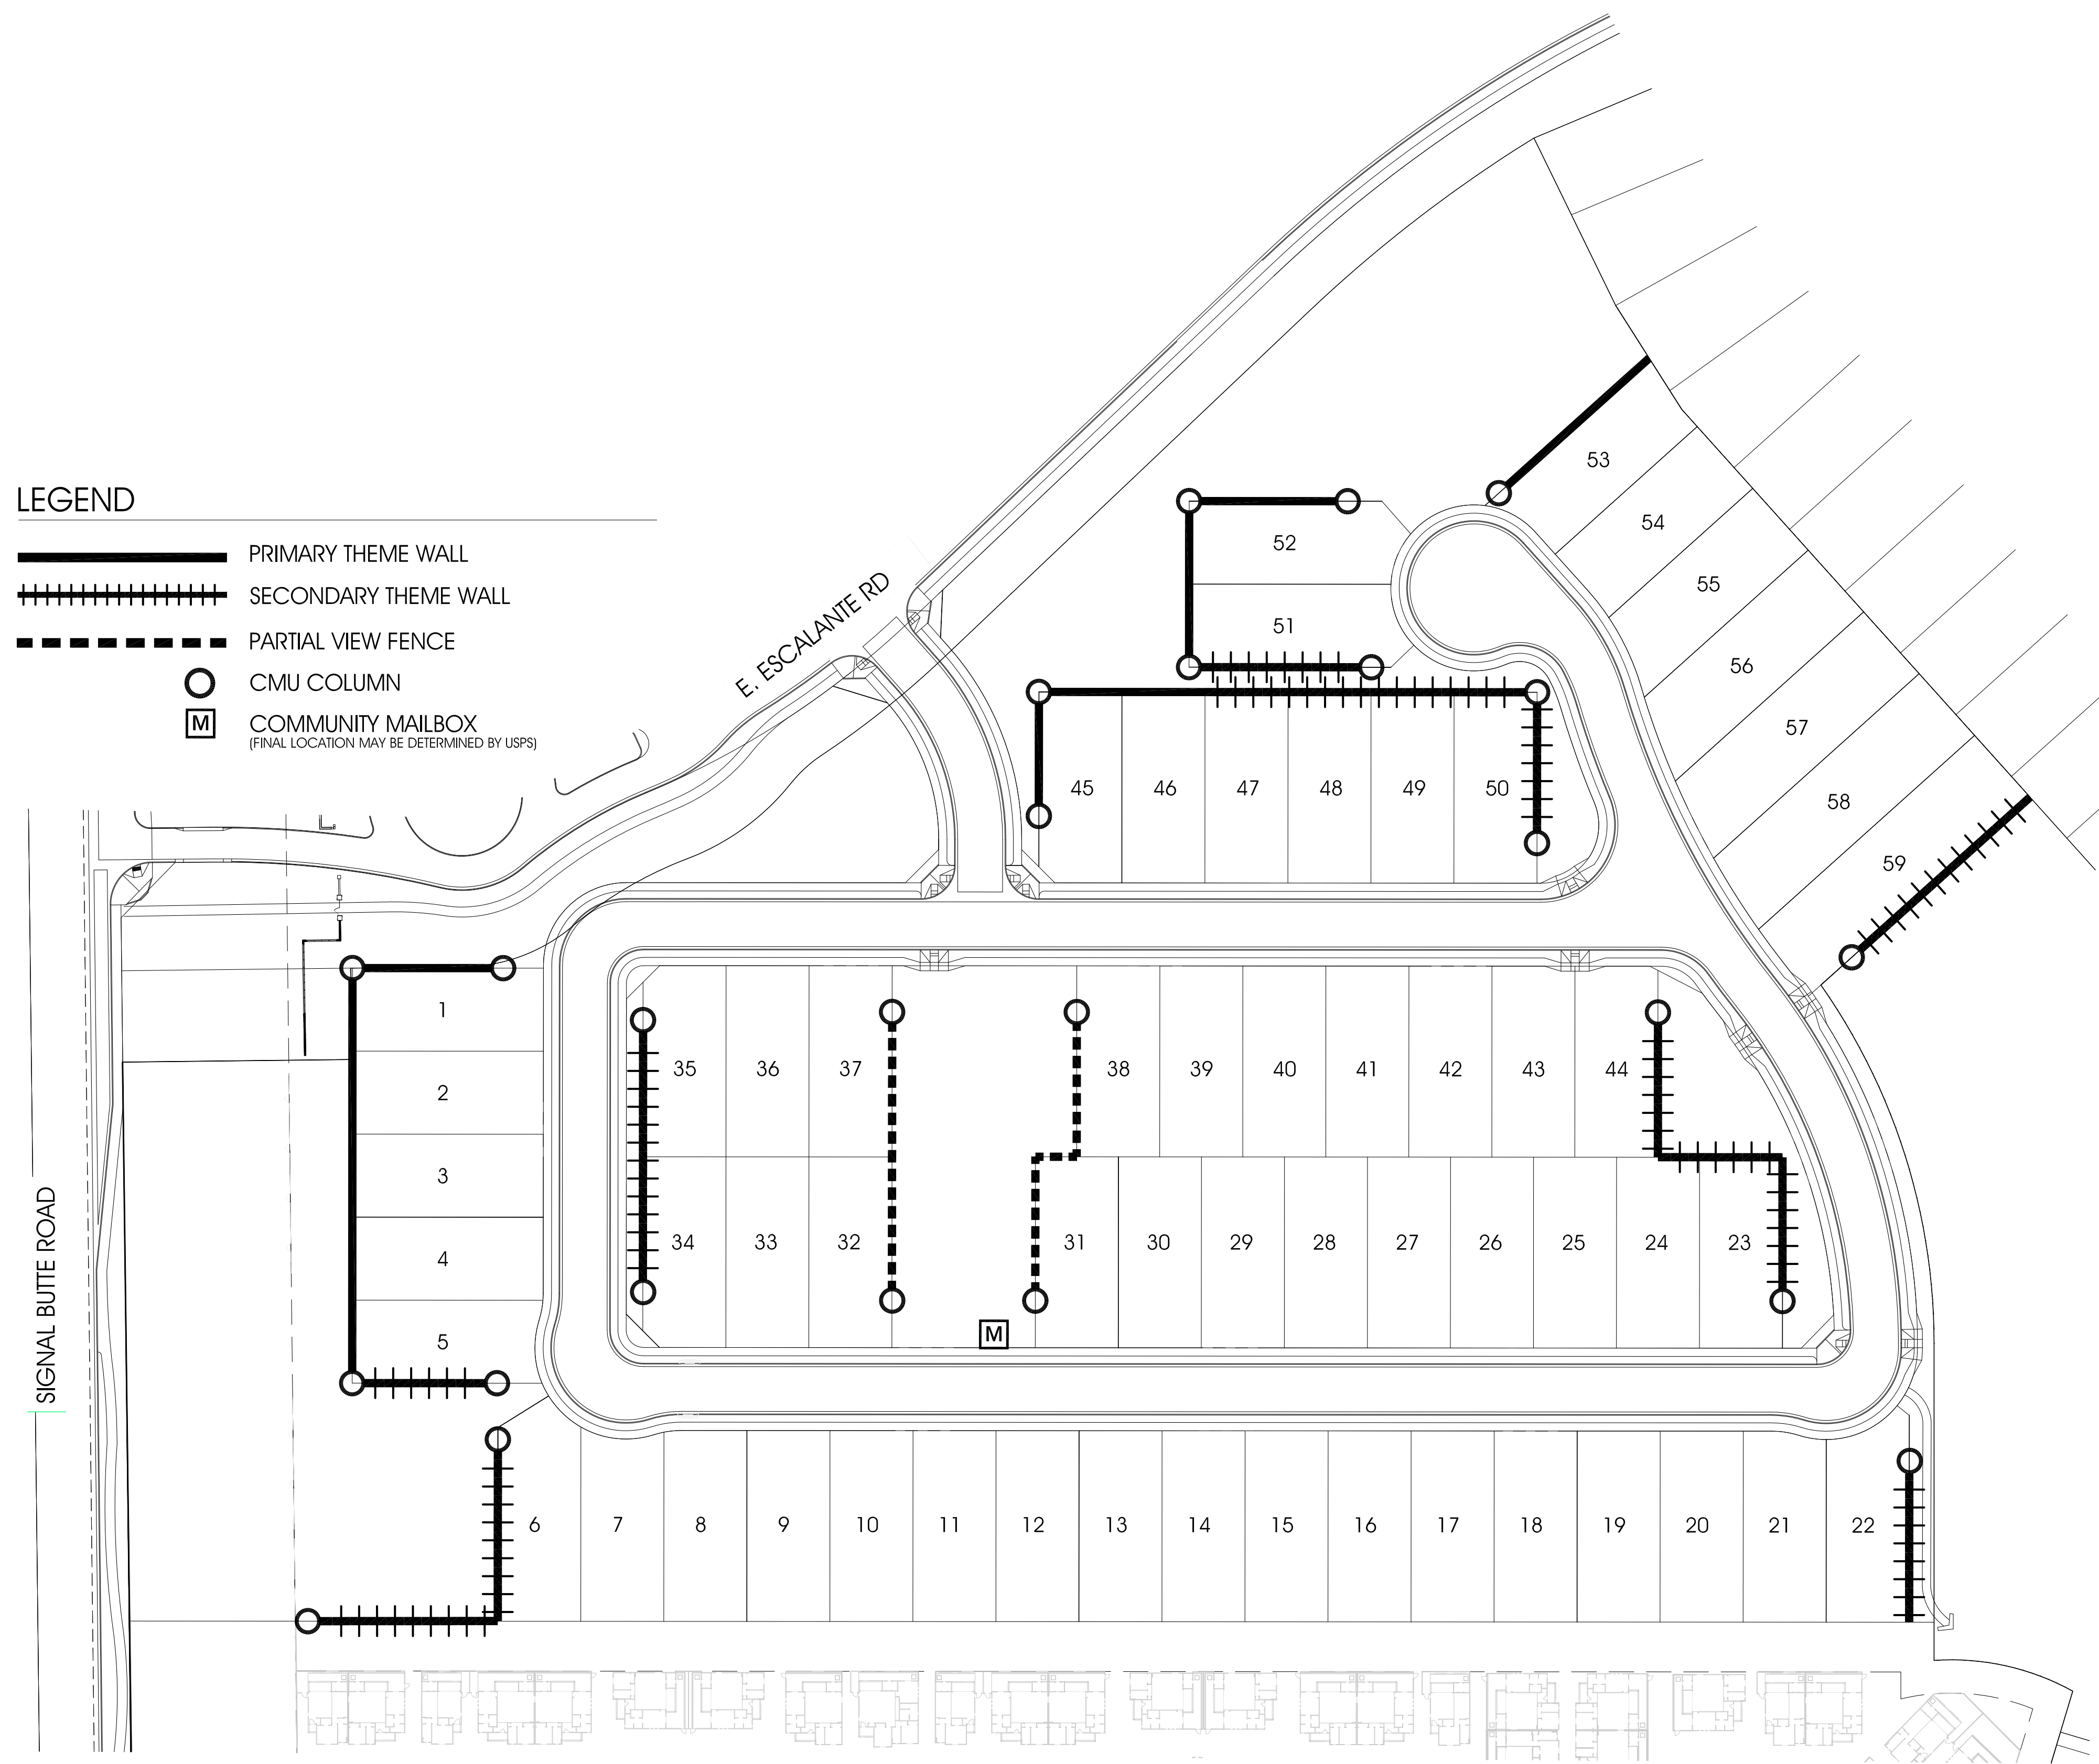 LEGEND
PRIMARY THEME WALL
SECONDARY THEME WALL
PARTIAL VIEW FENCE
CMU COLUMN
M
COMMUNITY MAILBOX
(FINAL LOCATION MAY BE DETERMINED BY USPS)
E. ESCALANTE RD
SIGNAL BUTTE ROAD
53
54
55
56
57
58
59
52
51
45 46 47 48 49 50
1
2
3
4
5
35 36 37 38 39 40 41 42 43 44
34 33 32 31 30 29 28 27 26 25 24 23
M
6 7 8 9 10 11 12 13 14 15 16 17 18 19 20 21 22